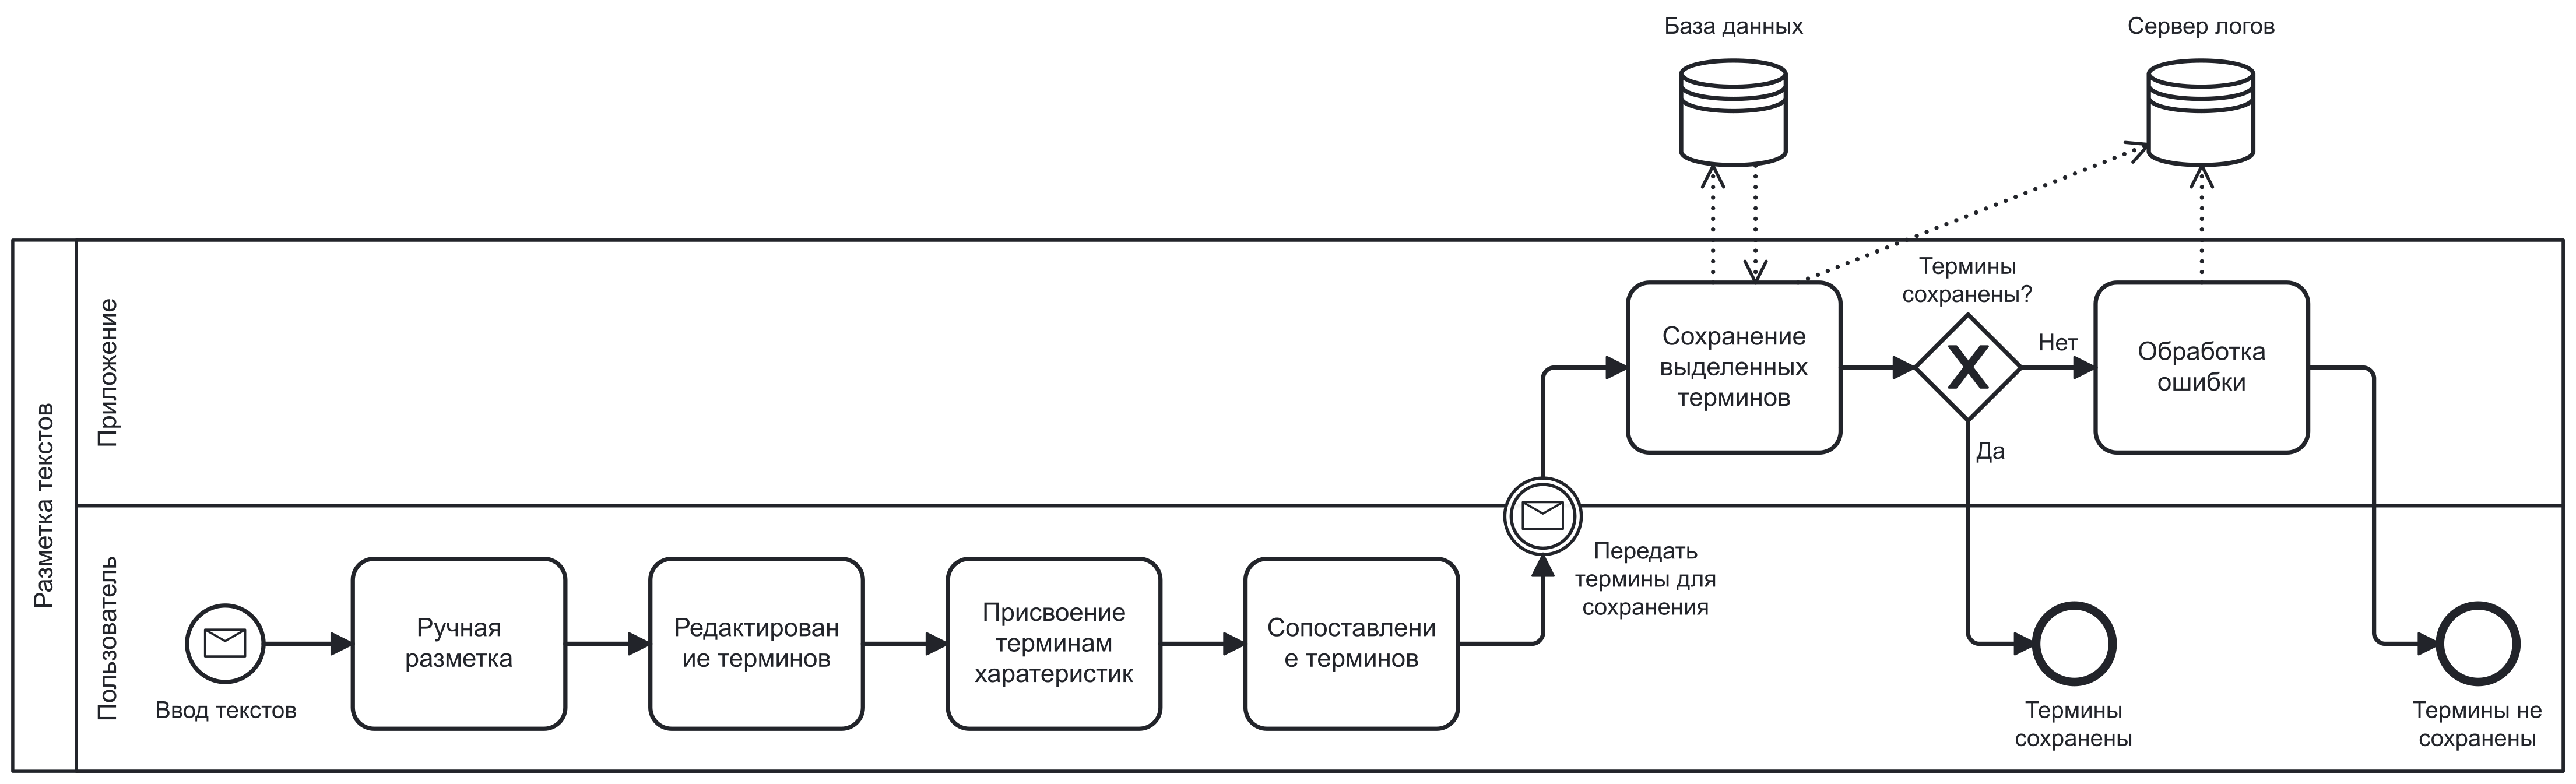 База данных
Сервер логов
Разметка текстов
Приложение
Термины
сохранены?
Сохранение
выделенных
терминов
Нет
Обработка
ошибки
Да
Пользователь
Ввод текстов
Ручная
разметка
Редактирован
ие терминов
Присвоение
терминам
харатеристик
Сопоставлени
е терминов
Передать
термины для
сохранения
Термины
сохранены
Термины не
сохранены